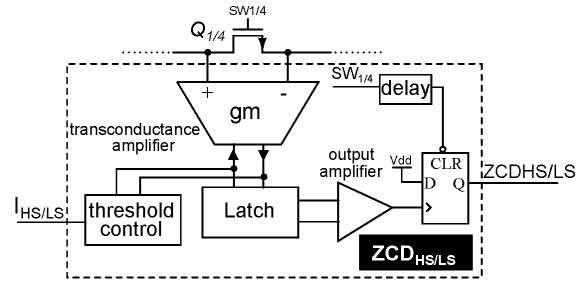 SW1/4
Q1/4
+ -
gm
SW1/4
delay
transconductance
amplifier
output
amplifier
Vdd
CLR
D Q
ZCDHS/LS
IHS/LS
threshold
control
Latch
ZCDHS/LS